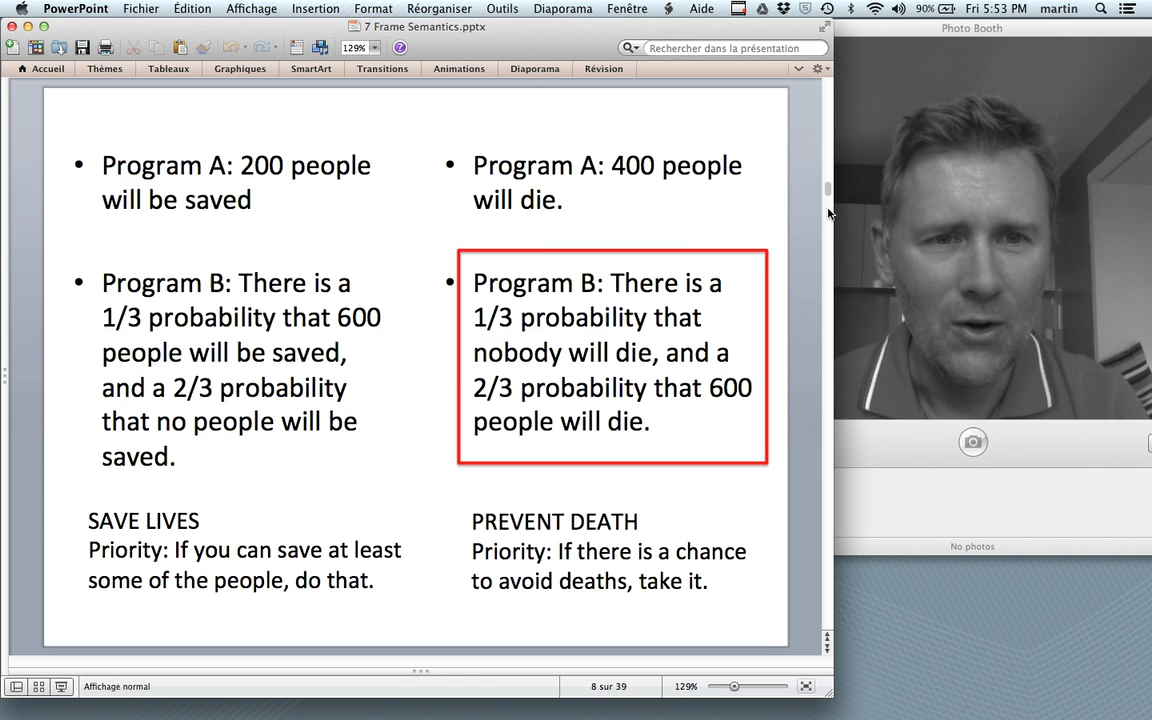 PowerPoint Fichier Édition Affichage Insertion Format Réorganiser Outils Diaporama Fenêtre Aide 90% Fri 5:53 PM martin
7 Frame Semantics.pptx
Photo Booth
129%
Rechercher dans la présentation
Accueil Thèmes Tableaux Graphiques SmartArt Transitions Animations Diaporama Révision
• Program A: 200 people
will be saved
• Program B: There is a
1/3 probability that 600
people will be saved,
and a 2/3 probability
that no people will be
saved.
SAVE LIVES
Priority: If you can save at least
some of the people, do that.
• Program A: 400 people
will die.
• Program B: There is a
1/3 probability that
nobody will die, and a
2/3 probability that 600
people will die.
PREVENT DEATH
Priority: If there is a chance
to avoid deaths, take it.
No photos
Affichage normal
8 sur 39
129%